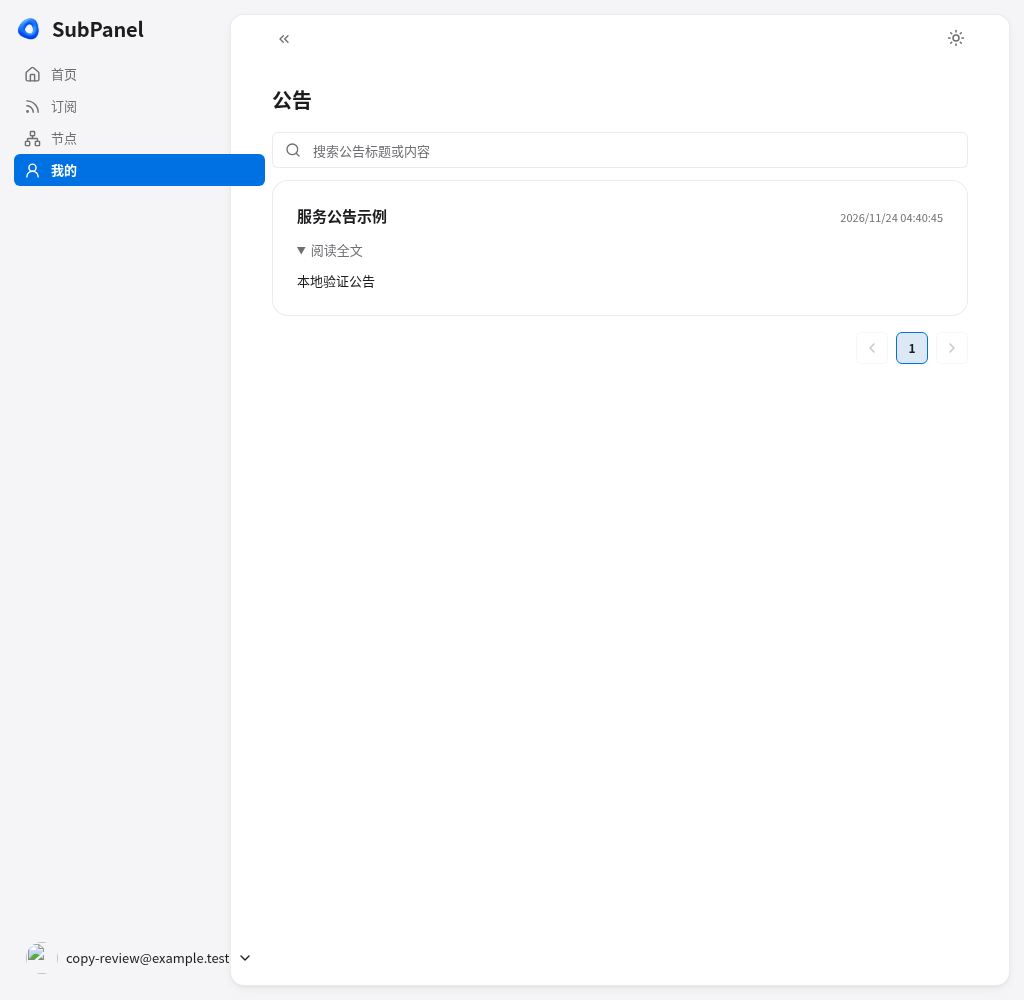 SubPanel
首页
订阅
节点
我的
公告
搜索公告标题或内容
服务公告示例
2026/11/24 04:40:45
阅读全文
本地验证公告
1
copy-review@example.test